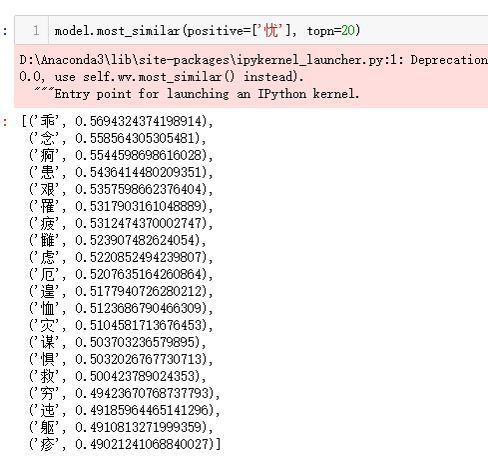 1 model.most_similar(positive=['忧'], topn=20)
D:\Anaconda3\lib\site-packages\ipykernel_launcher.py:1: Deprecation
0.0, use self.wv.most_similar() instead).
"""Entry point for launching an IPython kernel.
[('乖', 0.5694324374198914),
('念', 0.558564305305481),
('疴', 0.5544598698616028),
('患', 0.5436414480209351),
('艰', 0.5357598662376404),
('罹', 0.5317903161048889),
('疲', 0.5312474370002747),
('雠', 0.523907482624054),
('虑', 0.5220852494239807),
('厄', 0.5207635164260864),
('遑', 0.5177940726280212),
('恤', 0.5123686790466309),
('灾', 0.5104581713676453),
('谋', 0.503703236579895),
('惧', 0.5032026767730713),
('救', 0.500423789024353),
('穷', 0.49423670768737793),
('迍', 0.49185964465141296),
('躯', 0.4910813271999359),
('疹', 0.49021241068840027)]